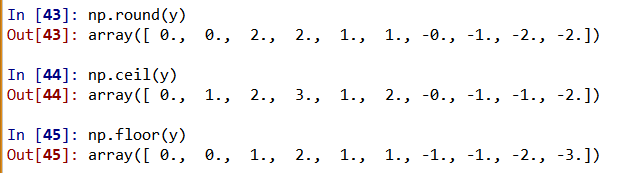 In [43]: np.round(y)
Out[43]: array([ 0.,  0.,  2.,  2.,  1.,  1., -0., -1., -2., -2.])
In [44]: np.ceil(y)
Out[44]: array([ 0.,  1.,  2.,  3.,  1.,  2., -0., -1., -1., -2.])
In [45]: np.floor(y)
Out[45]: array([ 0.,  0.,  1.,  2.,  1.,  1., -1., -1., -2., -3.])